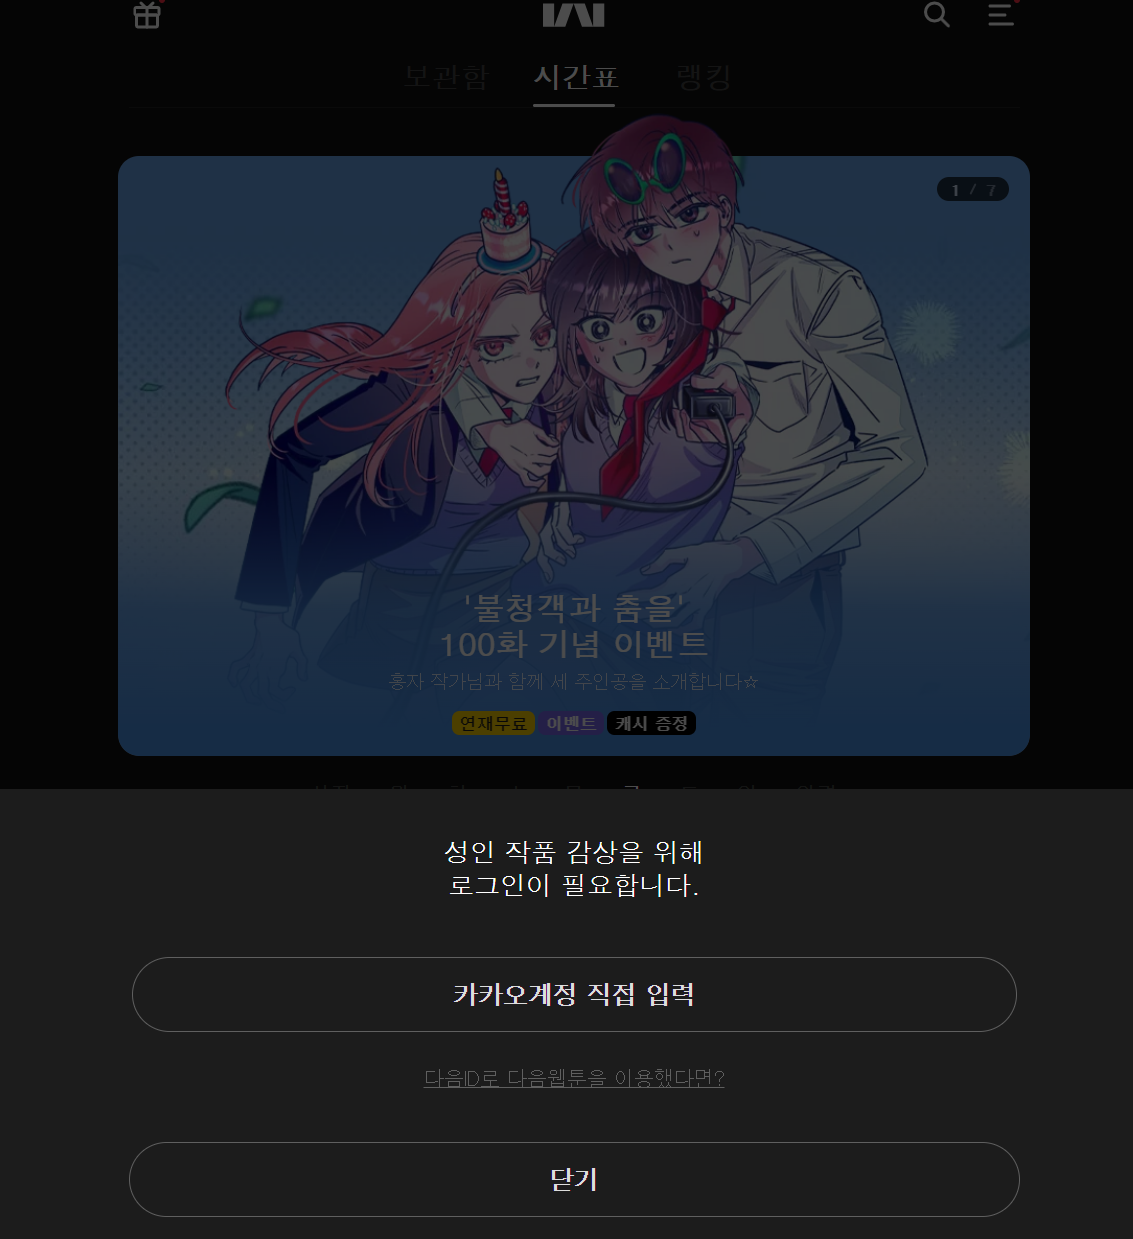 보관함 시간표 랭킹
1 / 7
'불청객과 춤을'
100화 기념 이벤트
홍자 작가님과 함께 세 주인공을 소개합니다☆
연재무료 이벤트 캐시 증정
성인 작품 감상을 위해
로그인이 필요합니다.
카카오계정 직접 입력
다음ID로 다음웹툰을 이용했다면?
닫기